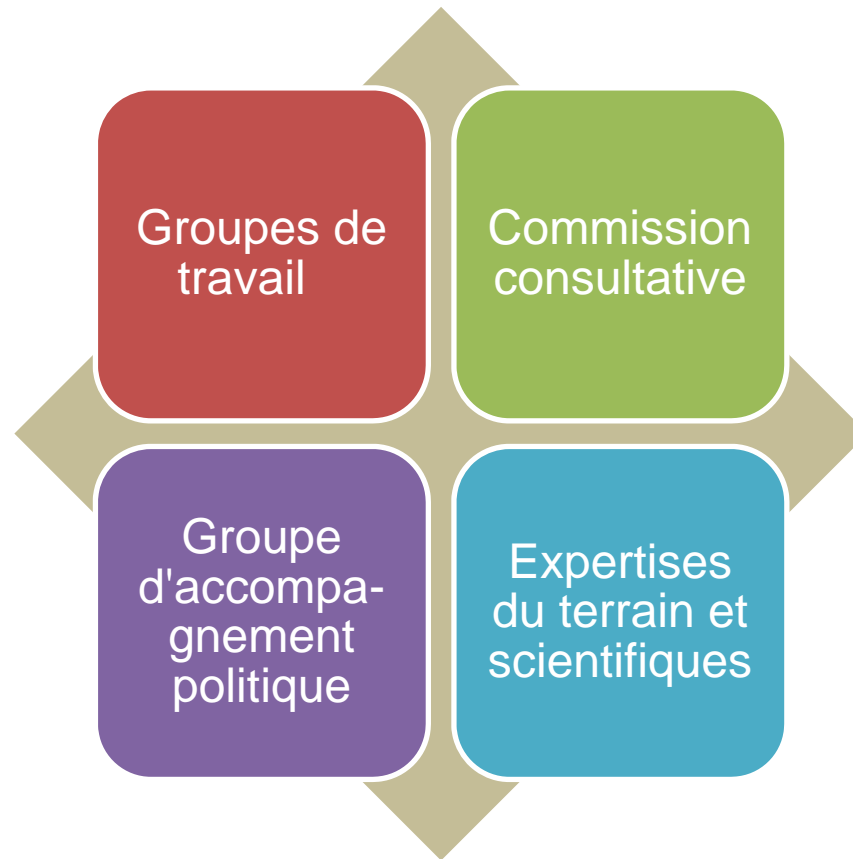 Groupes de
travail
Commission
consultative
Groupe
d'accompa-
gnement
politique
Expertises
du terrain et
scientifiques